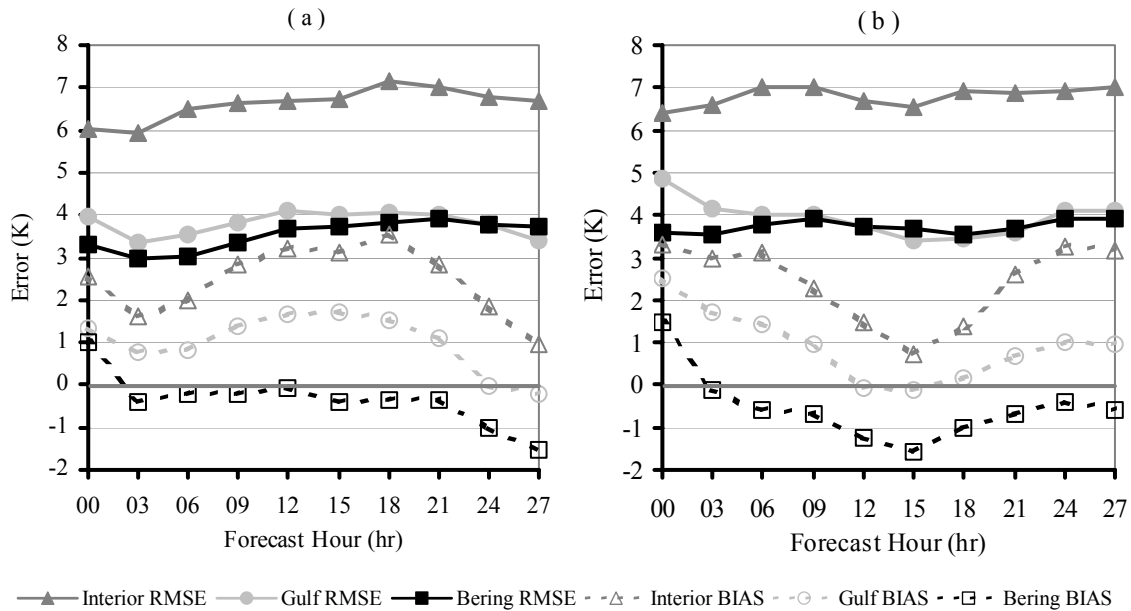 ( a )
8
7
6
5
4
3
2
1
0
-1
-2
Error (K)
00 03 06 09 12 15 18 21 24 27
Forecast Hour (hr)
( b )
8
7
6
5
4
3
2
1
0
-1
-2
Error (K)
00 03 06 09 12 15 18 21 24 27
Forecast Hour (hr)
Interior RMSE Gulf RMSE Bering RMSE Interior BIAS Gulf BIAS Bering BIAS